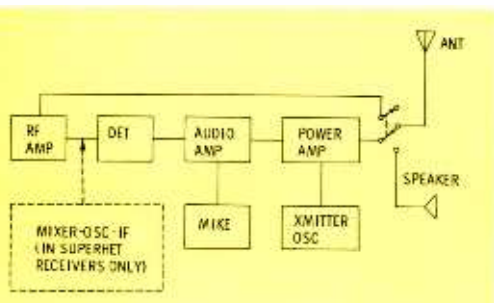 ANT
RF
AMP
DET
AUDIO
AMP
POWER
AMP
SPEAKER
MIKE
XMITTER
OSC
MIXER-OSC-IF
(IN SUPERHET
RECEIVERS ONLY)